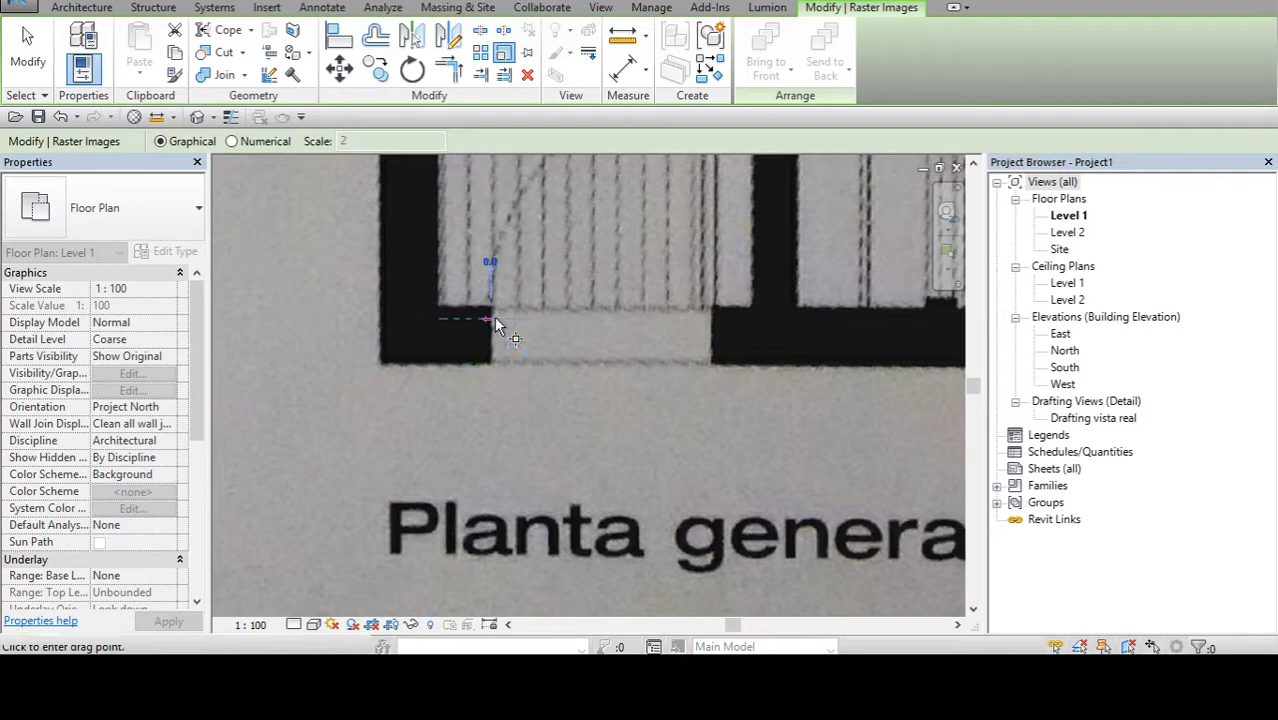 Architecture Structure Systems Insert Annotate Analyze Massing & Site Collaborate View Manage Add-Ins Lumion Modify | Raster Images
Modify
Paste
Cope
Cut
Join
Bring to Front
Send to Back
Select Properties Clipboard Geometry Modify View Measure Create Arrange
Modify | Raster Images Graphical Numerical Scale: 2
Properties
Floor Plan
Floor Plan: Level 1 Edit Type
Graphics
View Scale 1 : 100
Scale Value 1: 100
Display Model Normal
Detail Level Coarse
Parts Visibility Show Original
Visibility/Grap... Edit...
Graphic Displa... Edit...
Orientation Project North
Wall Join Displ... Clean all wall j...
Discipline Architectural
Show Hidden ... By Discipline
Color Scheme... Background
Color Scheme <none>
System Color ... Edit...
Default Analys... None
Sun Path
Underlay
Range: Base L... None
Range: Top Le... Unbounded
Underlay Orie... Look down
Properties help Apply
0.0
Planta genera
Project Browser - Project1
Views (all)
Floor Plans
Level 1
Level 2
Site
Ceiling Plans
Level 1
Level 2
Elevations (Building Elevation)
East
North
South
West
Drafting Views (Detail)
Drafting vista real
Legends
Schedules/Quantities
Sheets (all)
Families
Groups
Revit Links
1 : 100
Click to enter drag point. :0 Main Model :0